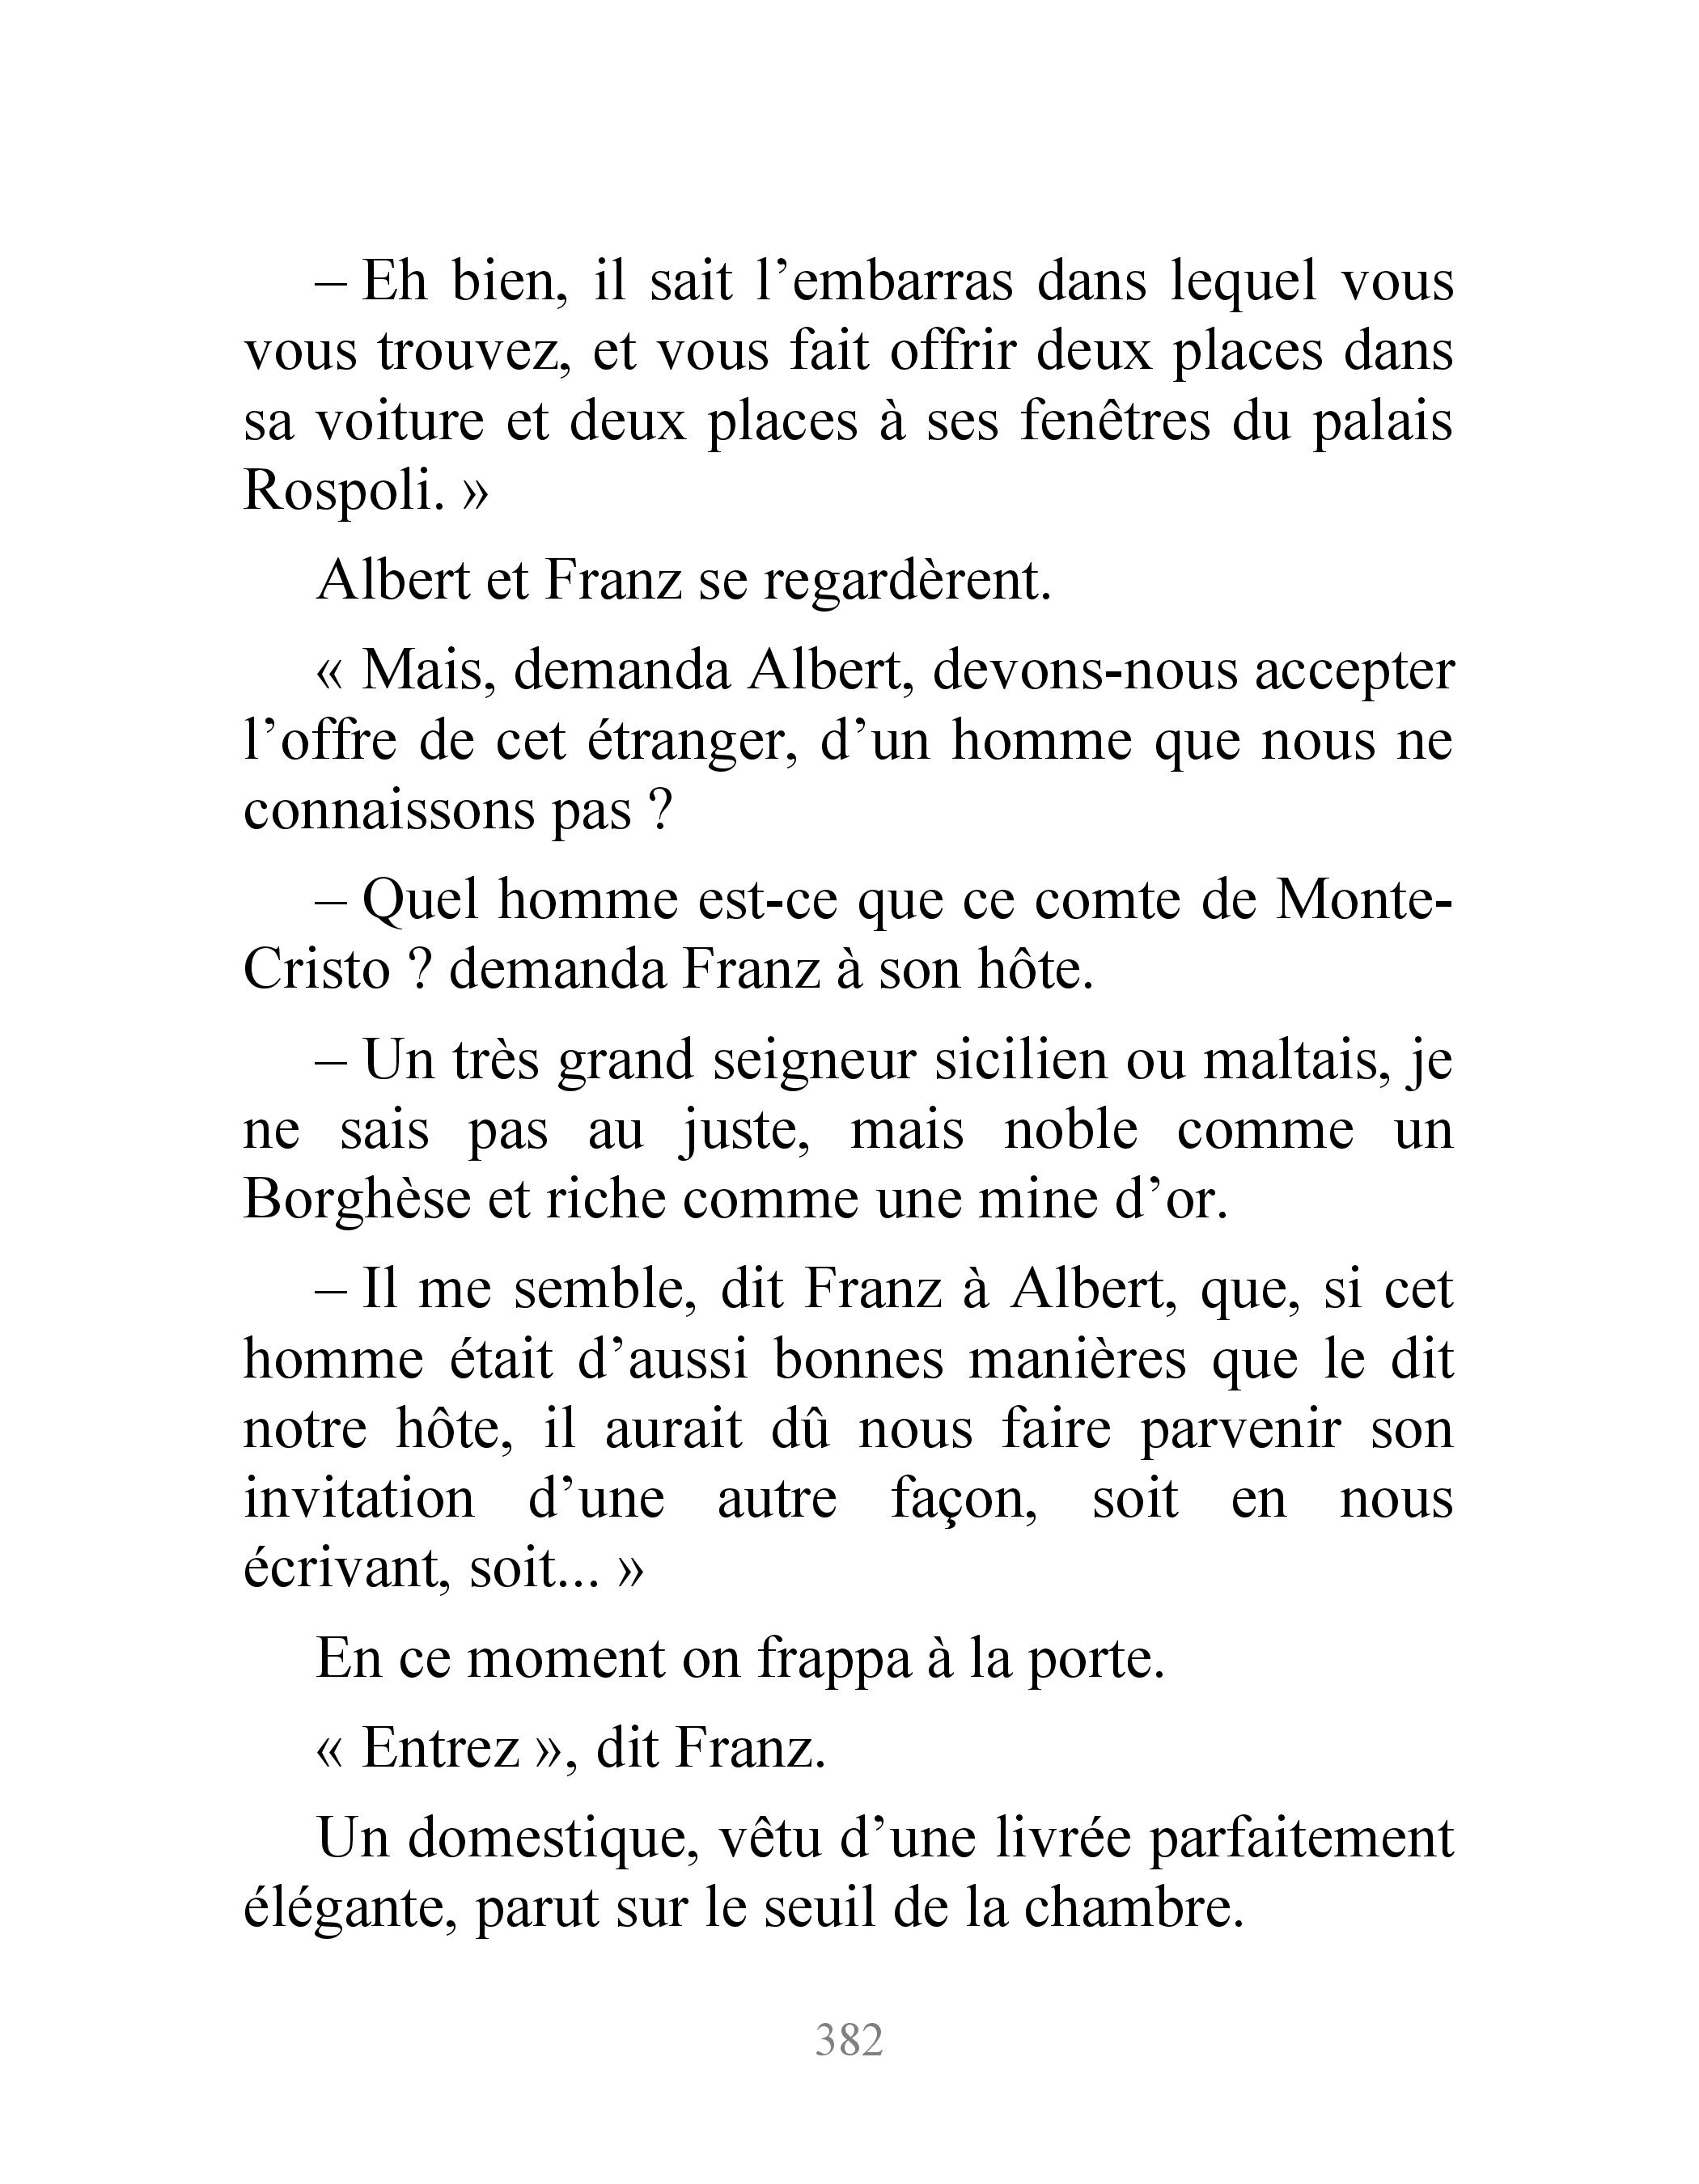 – Eh bien, il sait l’embarras dans lequel vous
vous trouvez, et vous fait offrir deux places dans
sa voiture et deux places à ses fenêtres du palais
Rospoli. »
Albert et Franz se regardèrent.
« Mais, demanda Albert, devons-nous accepter
l’offre de cet étranger, d’un homme que nous ne
connaissons pas ?
– Quel homme est-ce que ce comte de Monte-
Cristo ? demanda Franz à son hôte.
– Un très grand seigneur sicilien ou maltais, je
ne sais pas au juste, mais noble comme un
Borghèse et riche comme une mine d’or.
– Il me semble, dit Franz à Albert, que, si cet
homme était d’aussi bonnes manières que le dit
notre hôte, il aurait dû nous faire parvenir son
invitation d’une autre façon, soit en nous
écrivant, soit... »
En ce moment on frappa à la porte.
« Entrez », dit Franz.
Un domestique, vêtu d’une livrée parfaitement
élégante, parut sur le seuil de la chambre.
382